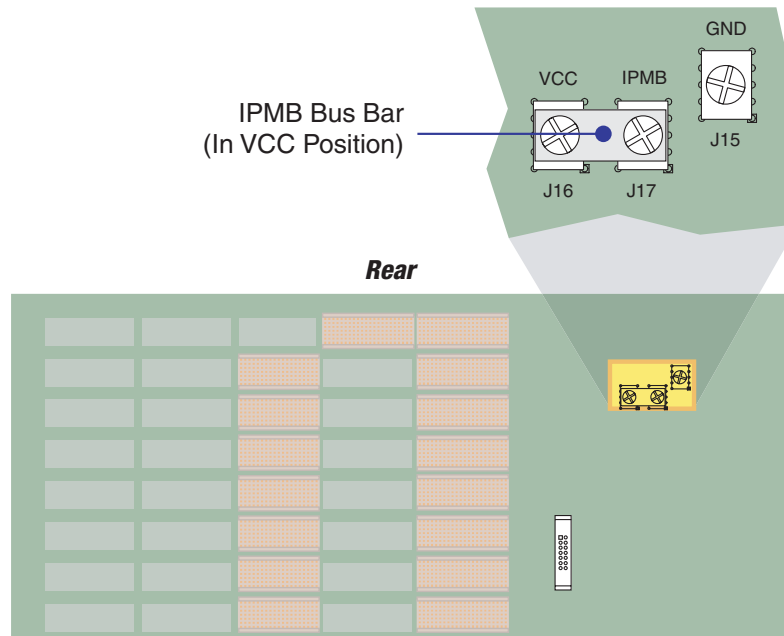 GND
VCC IPMB
IPMB Bus Bar
(In VCC Position)
J15
J16 J17
Rear